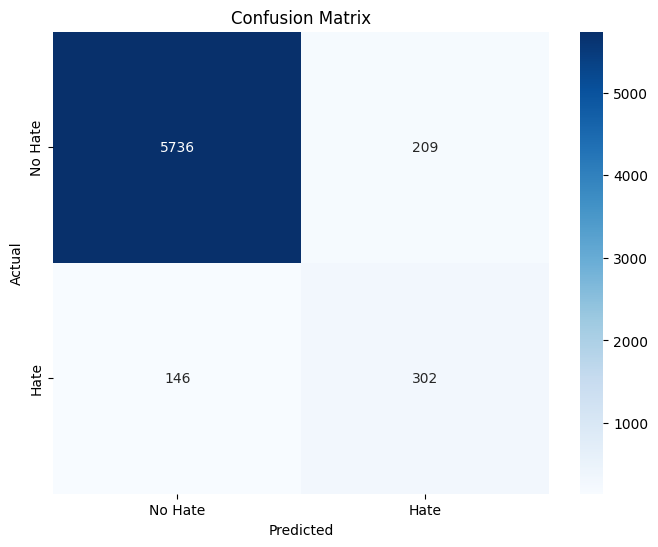 Confusion Matrix
No Hate
5736
209
5000
4000
3000
2000
1000
Actual
Hate
146
302
No Hate
Hate
Predicted